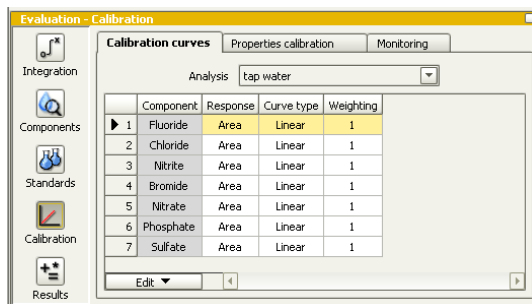 Evaluation - Calibration
Integration
Components
Standards
Calibration
Results
Calibration curves Properties calibration Monitoring
Analysis tap water
Component Response Curve type Weighting
1 Fluoride Area Linear 1
2 Chloride Area Linear 1
3 Nitrite Area Linear 1
4 Bromide Area Linear 1
5 Nitrate Area Linear 1
6 Phosphate Area Linear 1
7 Sulfate Area Linear 1
Edit